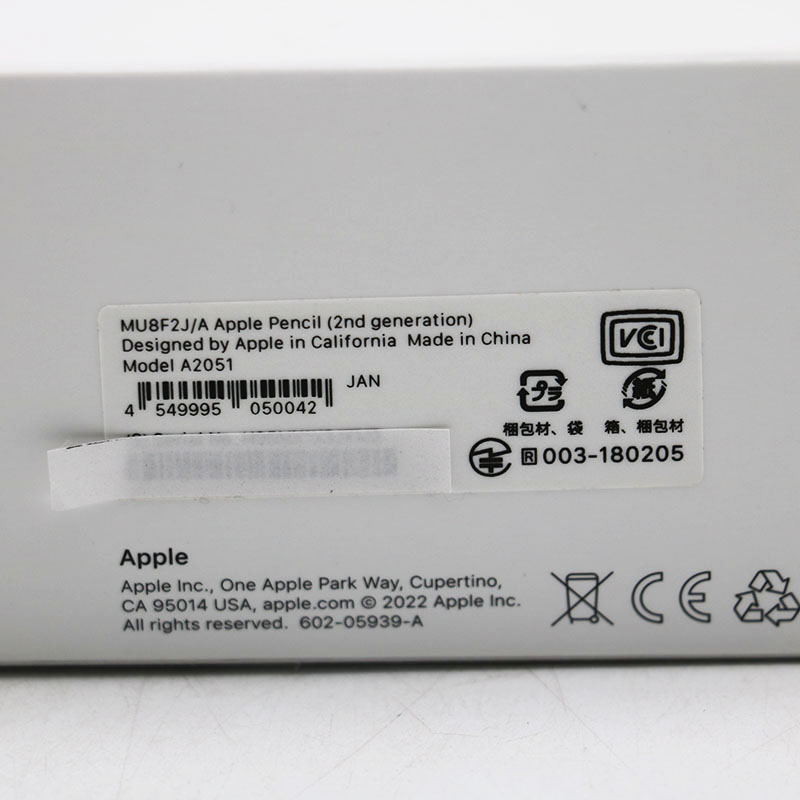 MU8F2J/A Apple Pencil (2nd generation)
Designed by Apple in California Made in China
Model A2051
JAN
4 549995 050042
VCI
プラ
紙
梱包材、袋
箱、梱包材
R 003-180205
Apple
Apple Inc., One Apple Park Way, Cupertino,
CA 95014 USA, apple.com © 2022 Apple Inc.
All rights reserved. 602-05939-A
CE